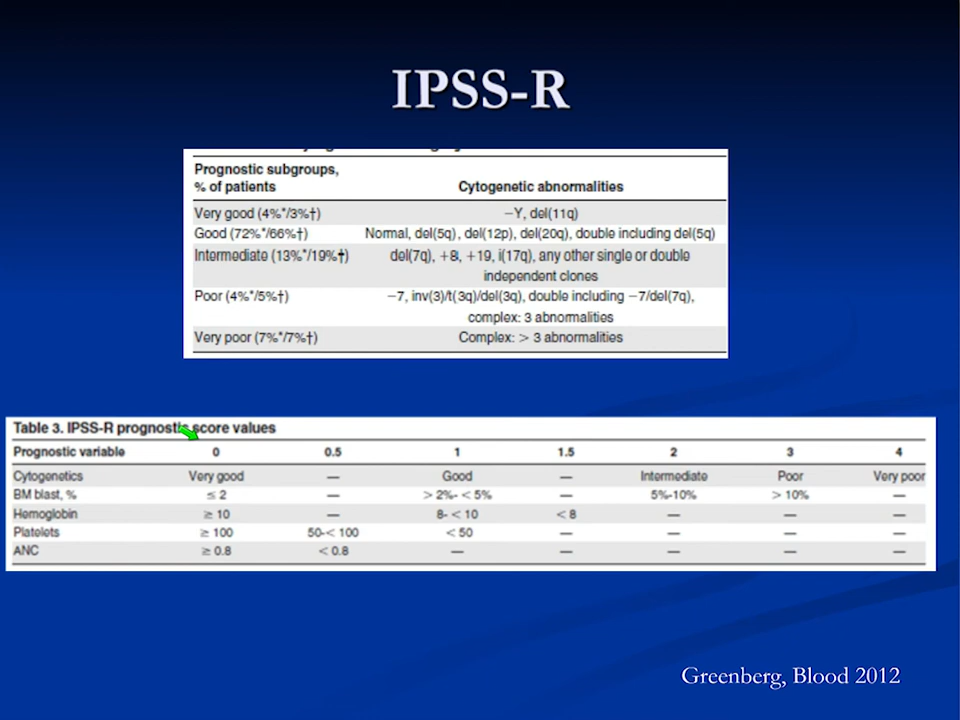 IPSS-R
Prognostic subgroups,
% of patients Cytogenetic abnormalities
Very good (4%*/3%†) −Y, del(11q)
Good (72%*/66%†) Normal, del(5q), del(12p), del(20q), double including del(5q)
Intermediate (13%*/19%†) del(7q), +8, +19, i(17q), any other single or double
independent clones
Poor (4%*/5%†) −7, inv(3)/t(3q)/del(3q), double including −7/del(7q),
complex: 3 abnormalities
Very poor (7%*/7%†) Complex: > 3 abnormalities
Table 3. IPSS-R prognostic score values
Prognostic variable 0 0.5 1 1.5 2 3 4
Cytogenetics Very good — Good — Intermediate Poor Very poor
BM blast, % ≤ 2 — > 2%- < 5% — 5%-10% > 10% —
Hemoglobin ≥ 10 — 8- < 10 < 8 — — —
Platelets ≥ 100 50-< 100 < 50 — — — —
ANC ≥ 0.8 < 0.8 — — — — —
Greenberg, Blood 2012